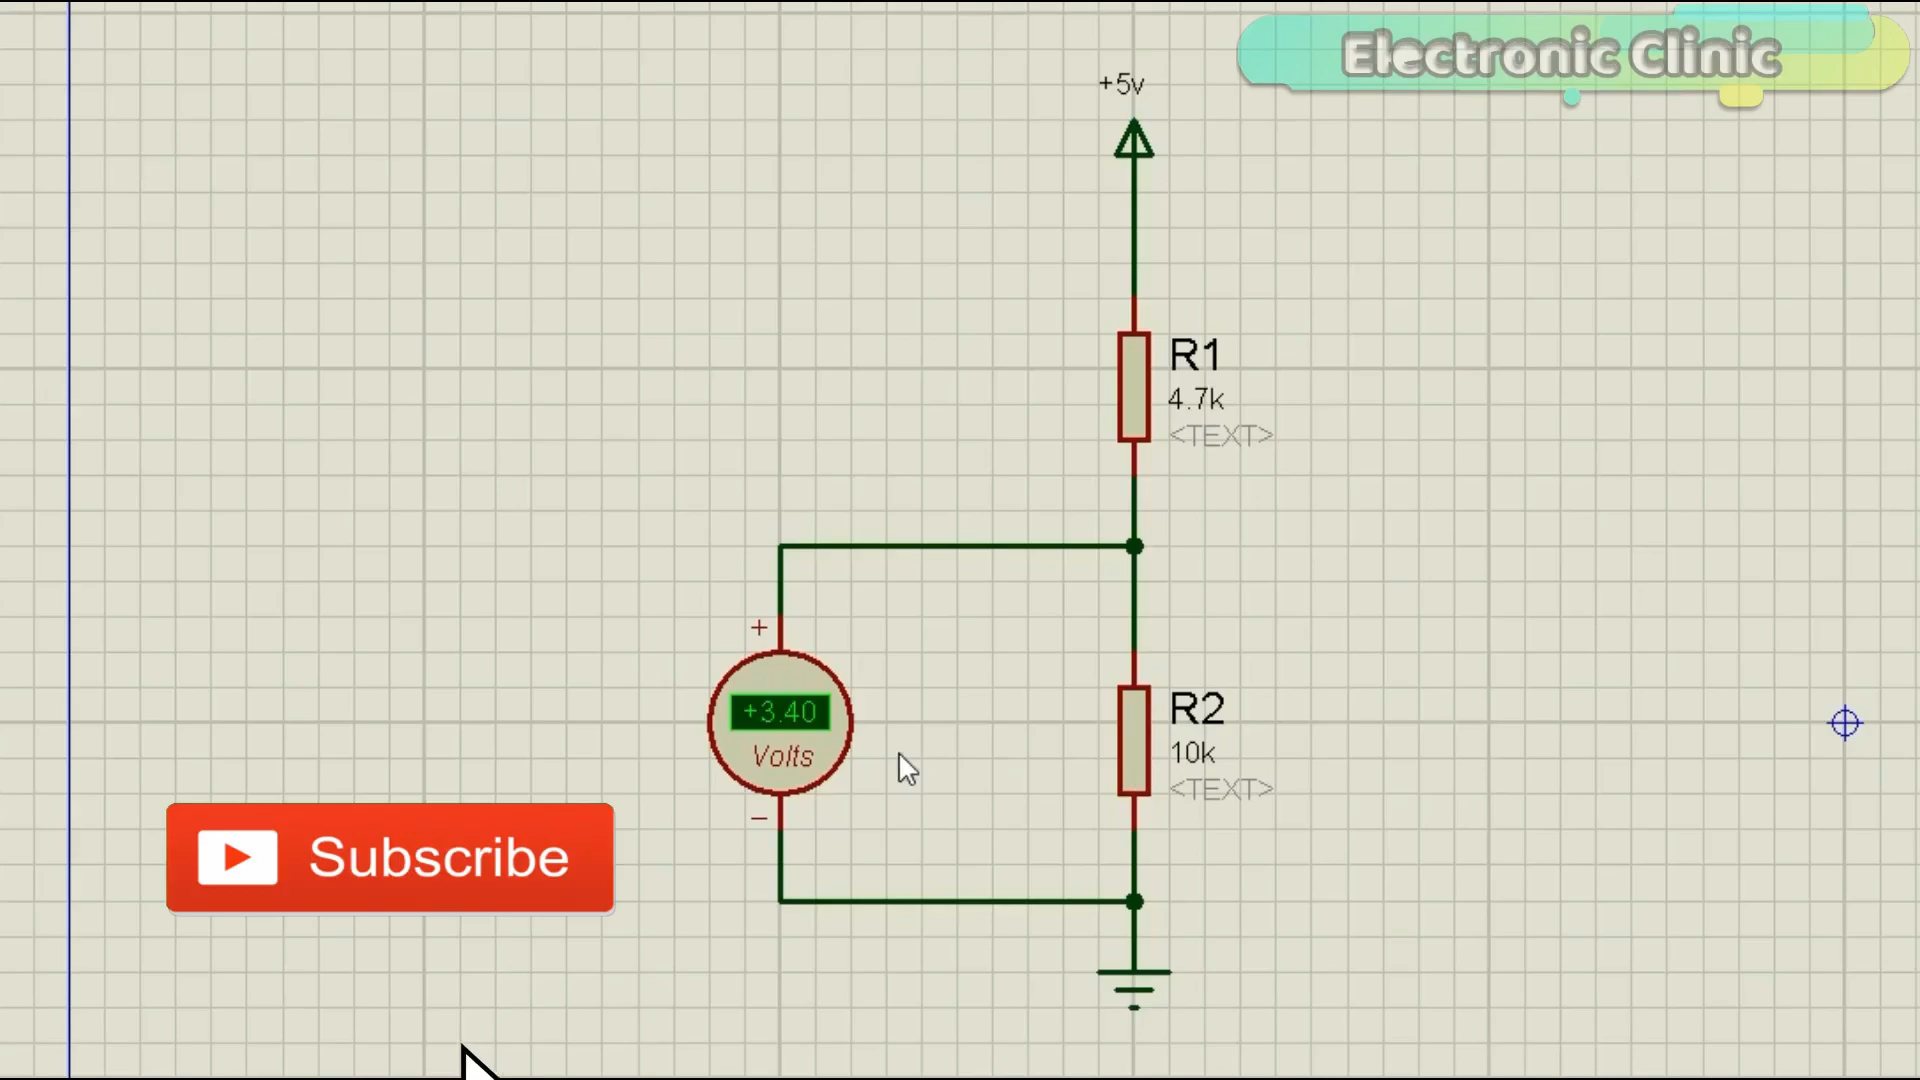 Electronic Clinic
+5v
R1
4.7k
<TEXT>
+
+3.40
Volts
−
R2
10k
<TEXT>
Subscribe